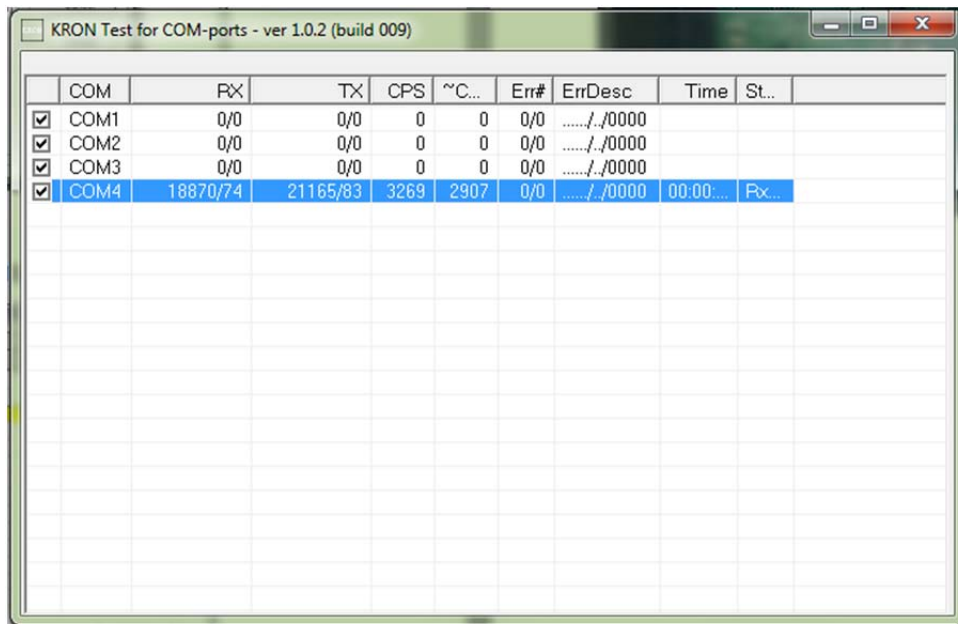 KRON Test for COM-ports - ver 1.0.2 (build 009)
COM RX TX CPS ~C... Err# ErrDesc Time St...
COM1 0/0 0/0 0 0 0/0 ....../../0000
COM2 0/0 0/0 0 0 0/0 ....../../0000
COM3 0/0 0/0 0 0 0/0 ....../../0000
COM4 18870/74 21165/83 3269 2907 0/0 ....../../0000 00:00:... Rx...